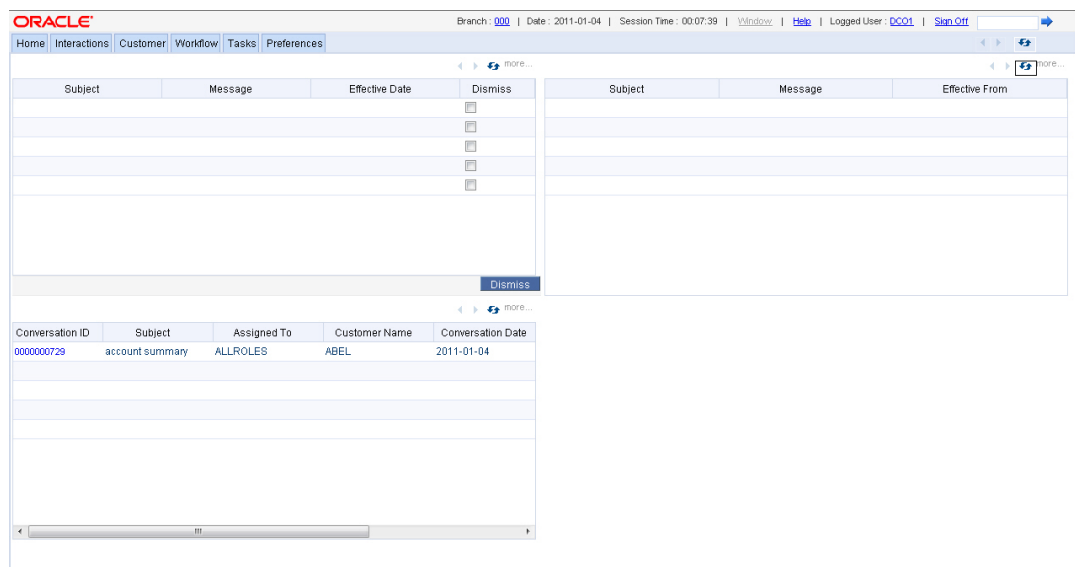 ORACLE
Branch : 000 | Date : 2011-01-04 | Session Time : 00:07:39 | Window | Help | Logged User : DCO1 | Sign Off
Home Interactions Customer Workflow Tasks Preferences
more...
more...
Subject Message Effective Date Dismiss
Subject Message Effective From
Dismiss
more...
Conversation ID Subject Assigned To Customer Name Conversation Date
0000000729 account summary ALLROLES ABEL 2011-01-04